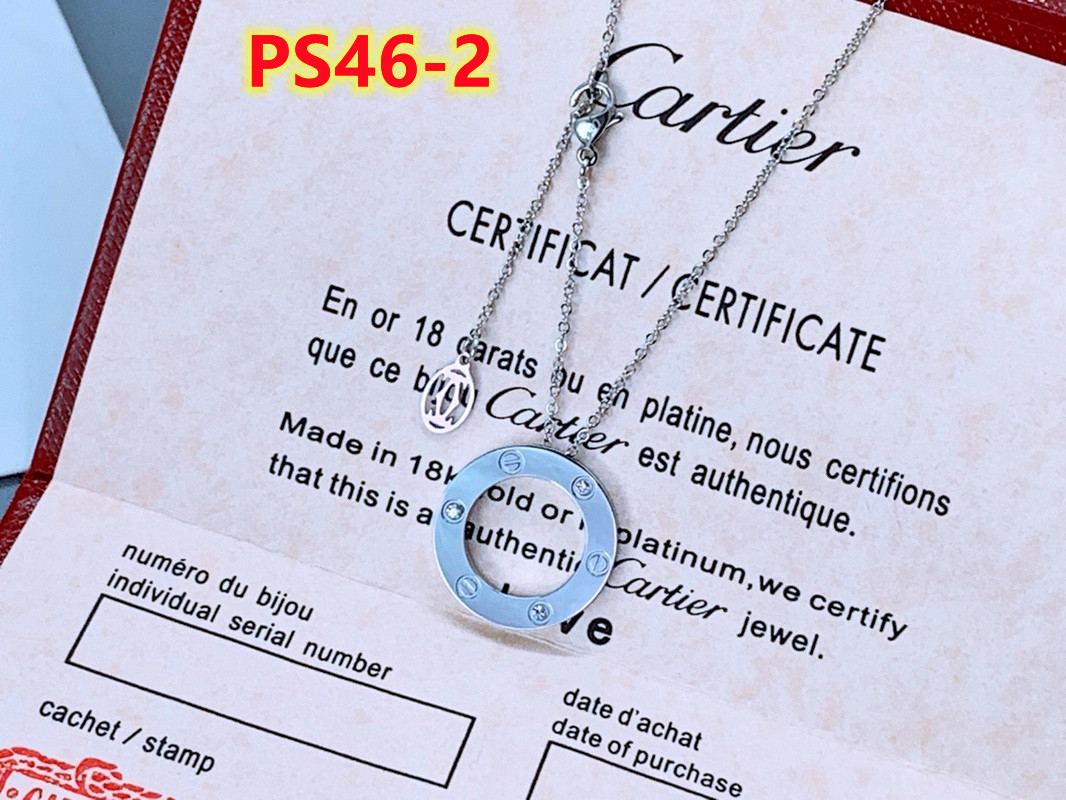 PS46-2
Cartier
CERTIFICAT / CERTIFICATE
En or 18 carats ou en platine, nous certifions
que ce bijou Cartier est authentique.
Made in 18k gold or platinum,we certify
that this is authentic Cartier jewel.
numéro du bijou
individual serial number
cachet / stamp
date d'achat
date of purchase